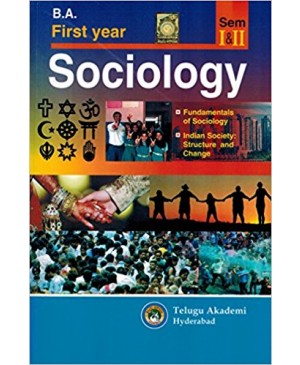 B.A.
First year
Sem
I & II
Sociology
Fundamentals
of Sociology
Indian Society:
Structure and
Change
Telugu Akademi
Hyderabad